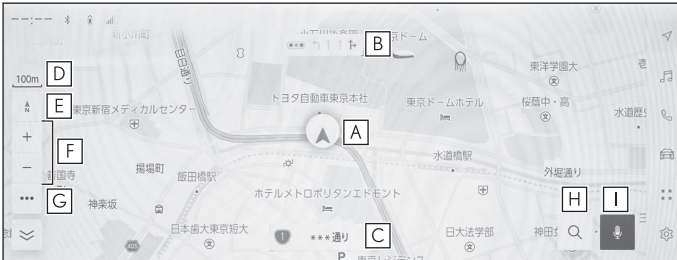 --:--
新小川町
京ドーム
B
東洋学園大
D
100m
トヨタ自動車東京本社
東京ドームホテル
桜蔭中・高
E
N
東京新宿メディカルセンター
水道歴
A
目白通り
+
F
−
水道橋駅
外堀通り
揚場町
飯田橋駅
善国寺
G
•••
神楽坂
ホテルメトロポリタンエドモント
H
I
405
日本歯大東京短大
1
***通り
C
日大法学部
神田
P